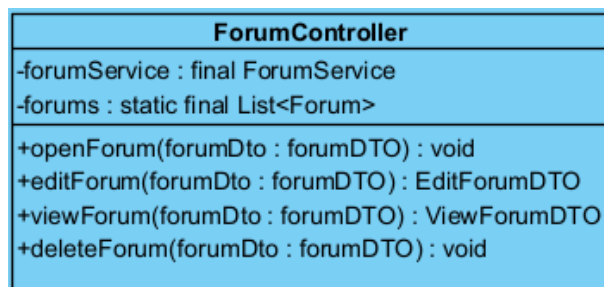 ForumController
-forumService : final ForumService
-forums : static final List<Forum>
+openForum(forumDto : forumDTO) : void
+editForum(forumDto : forumDTO) : EditForumDTO
+viewForum(forumDto : forumDTO) : ViewForumDTO
+deleteForum(forumDto : forumDTO) : void